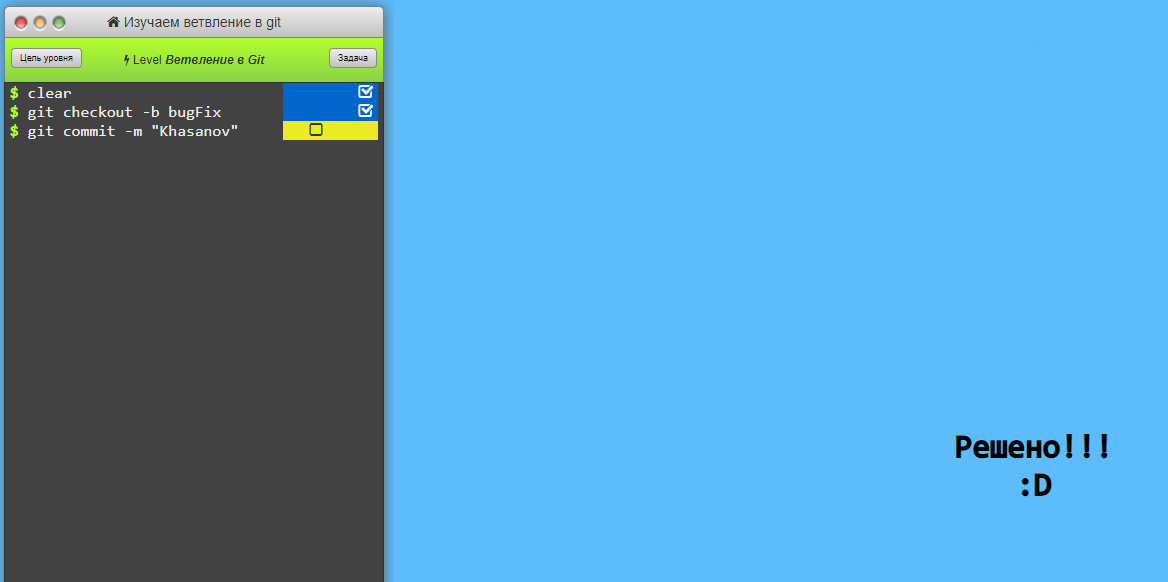 Изучаем ветвление в git
Цель уровня
Level Ветвление в Git
Задача
$ clear
$ git checkout -b bugFix
$ git commit -m "Khasanov"
Решено!!!
:D